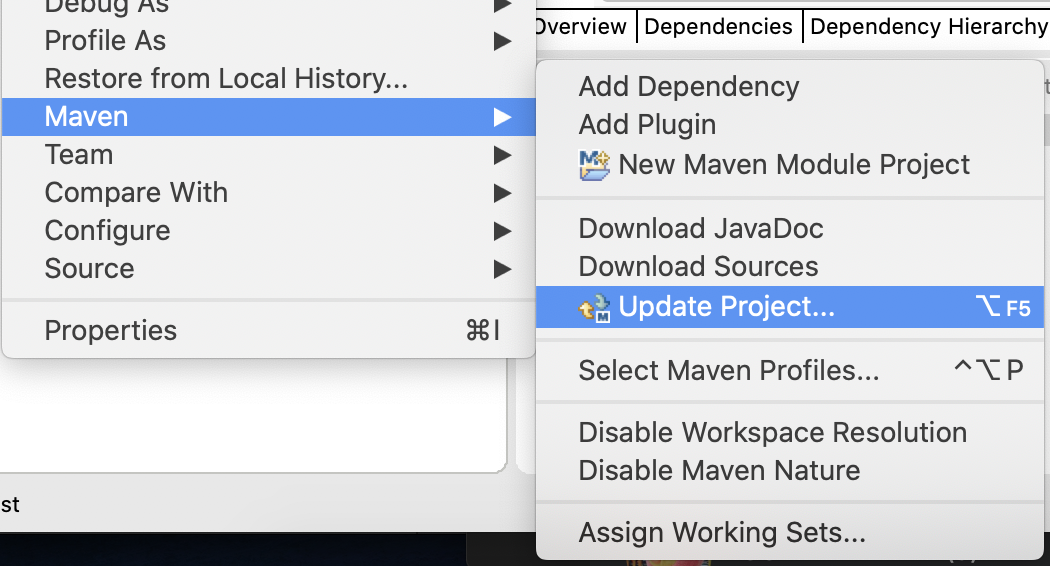 Debug As
Profile As
Restore from Local History...
Maven
Team
Compare With
Configure
Source
Properties ⌘I
st
Overview
Dependencies
Dependency Hierarchy
Add Dependency
Add Plugin
New Maven Module Project
Download JavaDoc
Download Sources
Update Project... ⌥ F5
Select Maven Profiles... ^⌥ P
Disable Workspace Resolution
Disable Maven Nature
Assign Working Sets...